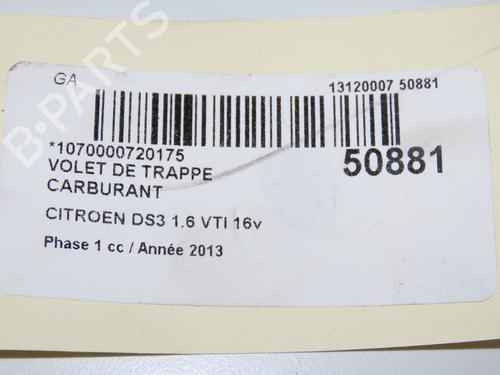 B-PARTS
GA
13120007 50881
*1070000720175
50881
VOLET DE TRAPPE
CARBURANT
CITROEN DS3 1.6 VTI 16v
Phase 1 cc / Année 2013